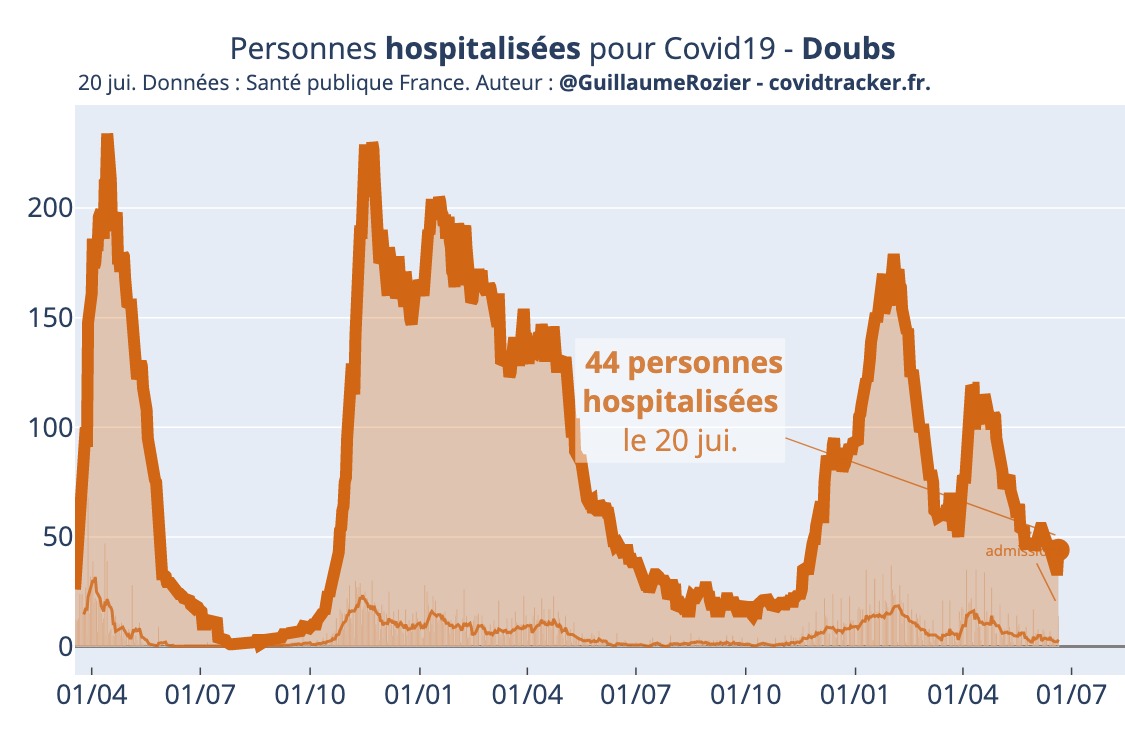 Personnes hospitalisées pour Covid19 - Doubs
20 jui. Données : Santé publique France. Auteur : @GuillaumeRozier - covidtracker.fr.
200
150
100
50
0
44 personnes
hospitalisées
le 20 jui.
01/04 01/07 01/10 01/01 01/04 01/07 01/10 01/01 01/04 01/07